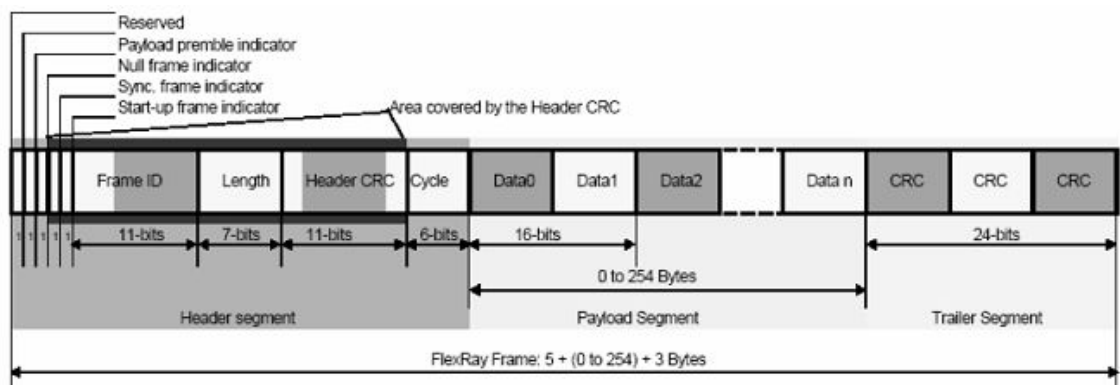 Reserved
Payload premble indicator
Null frame indicator
Sync. frame indicator
Start-up frame indicator
Area covered by the Header CRC
Frame ID Length Header CRC Cycle Data0 Data1 Data2 Data n CRC CRC CRC
1 1 1 1 1 11-bits 7-bits 11-bits 6-bits 16-bits 24-bits
0 to 254 Bytes
Header segment Payload Segment Trailer Segment
FlexRay Frame: 5 + (0 to 254) + 3 Bytes